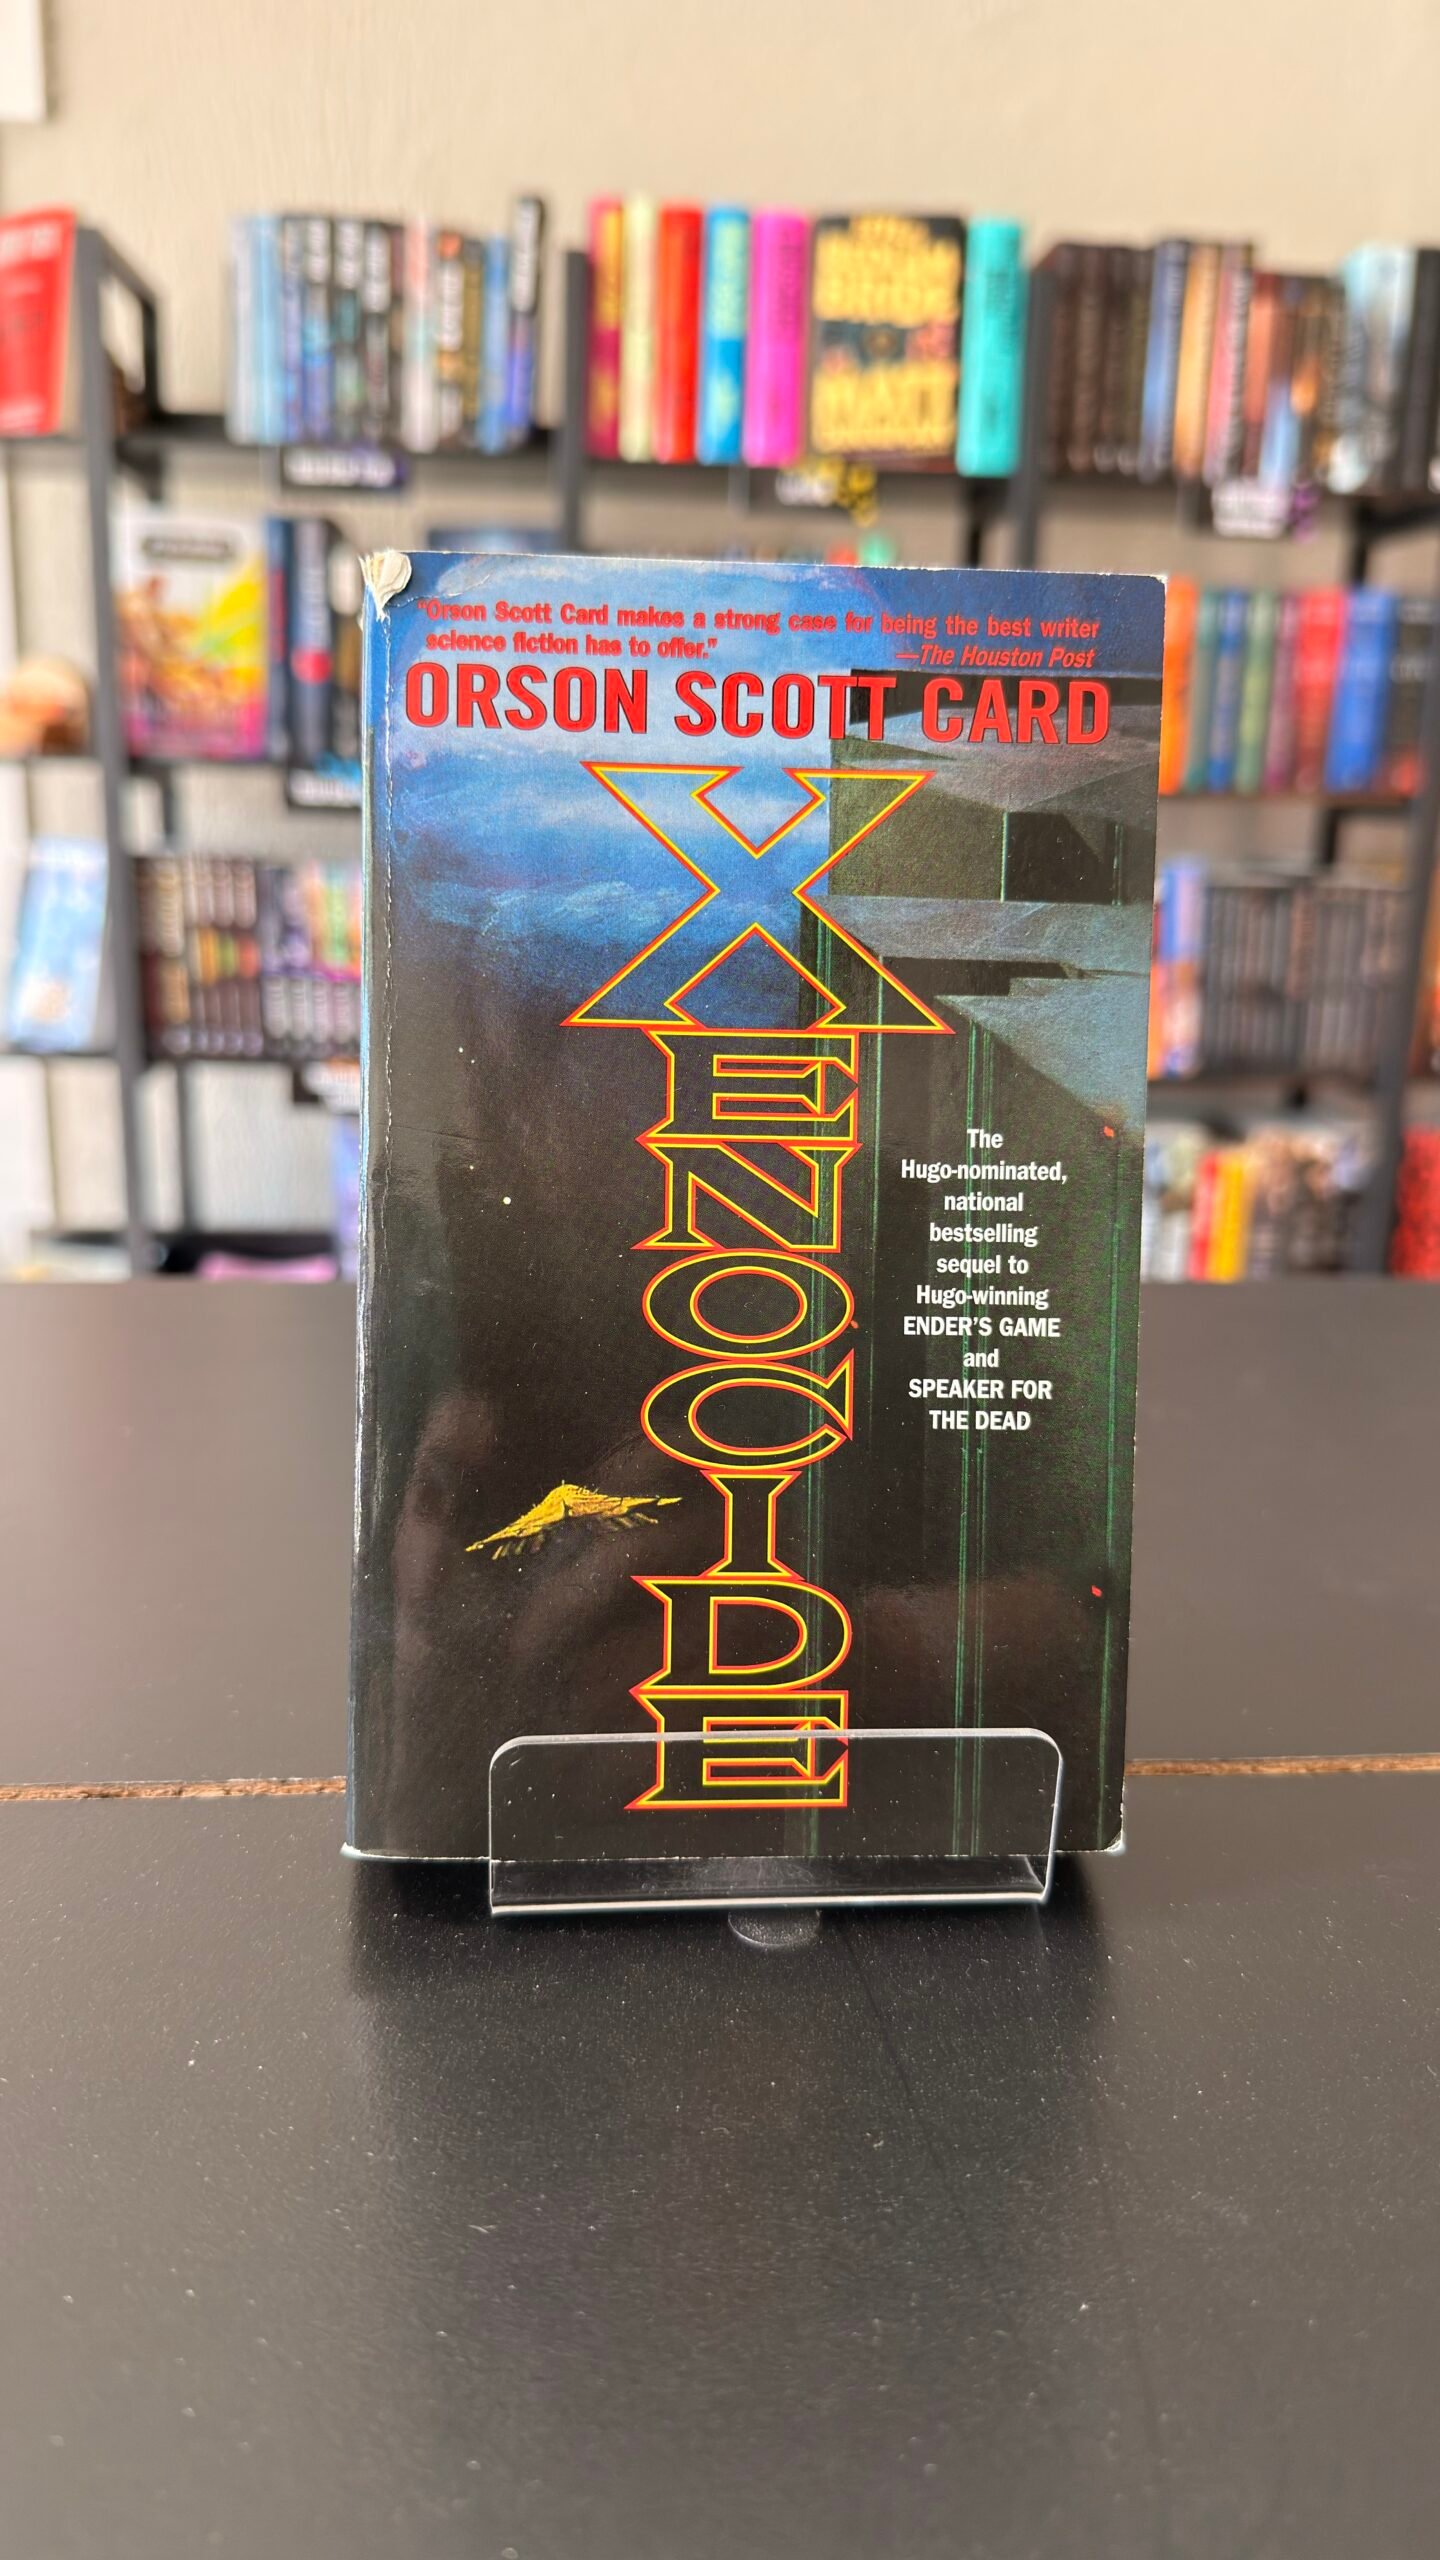 "Orson Scott Card makes a strong case for being the best writer
science fiction has to offer."
—The Houston Post
ORSON SCOTT CARD
XENOCIDE
The
Hugo-nominated,
national
bestselling
sequel to
Hugo-winning
ENDER'S GAME
and
SPEAKER FOR
THE DEAD